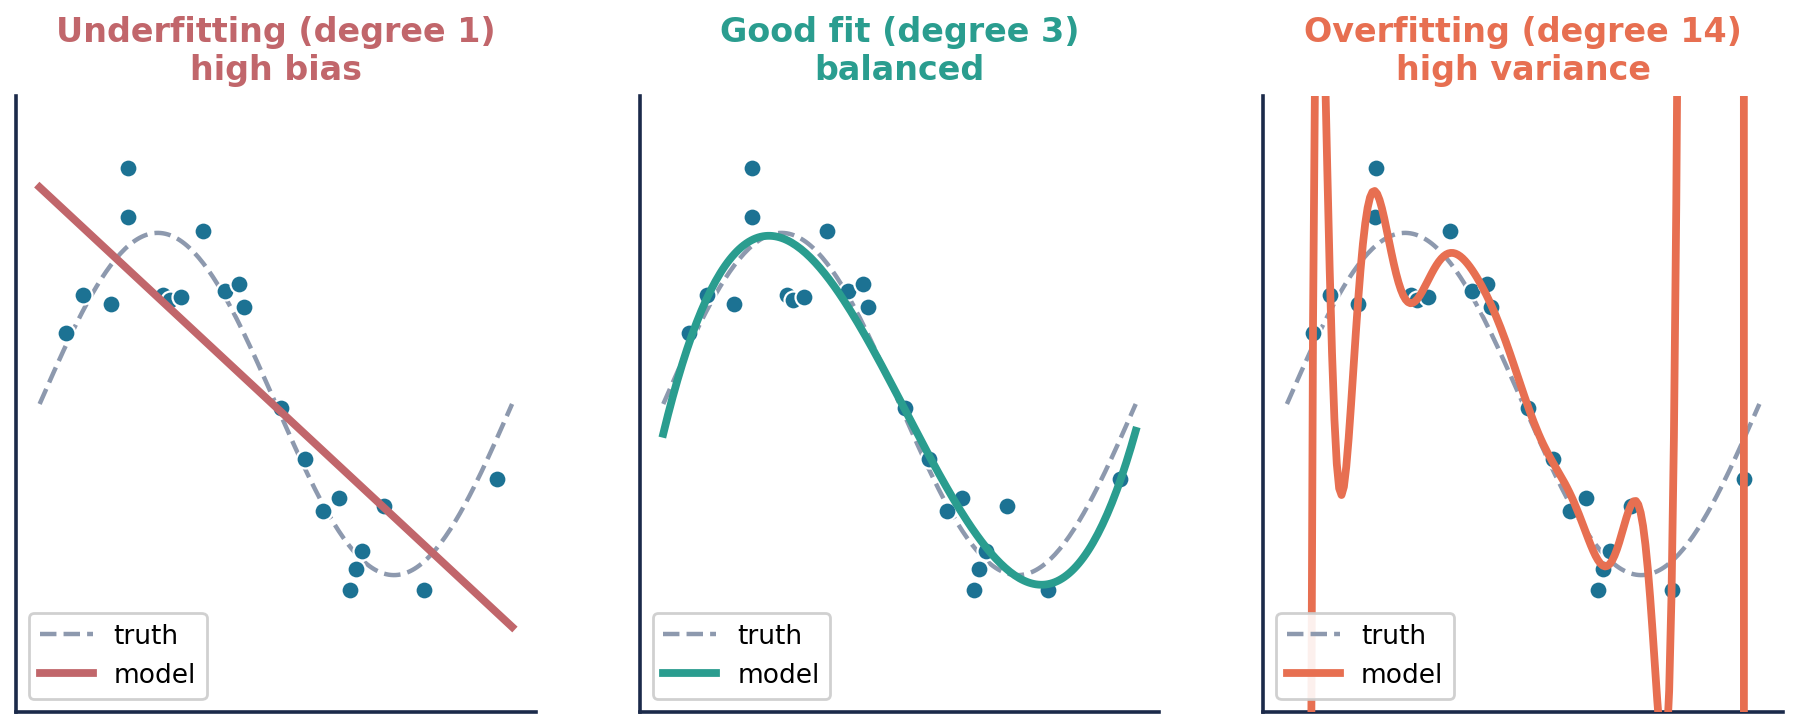 Underfitting (degree 1)
high bias
truth
model
Good fit (degree 3)
balanced
truth
model
Overfitting (degree 14)
high variance
truth
model